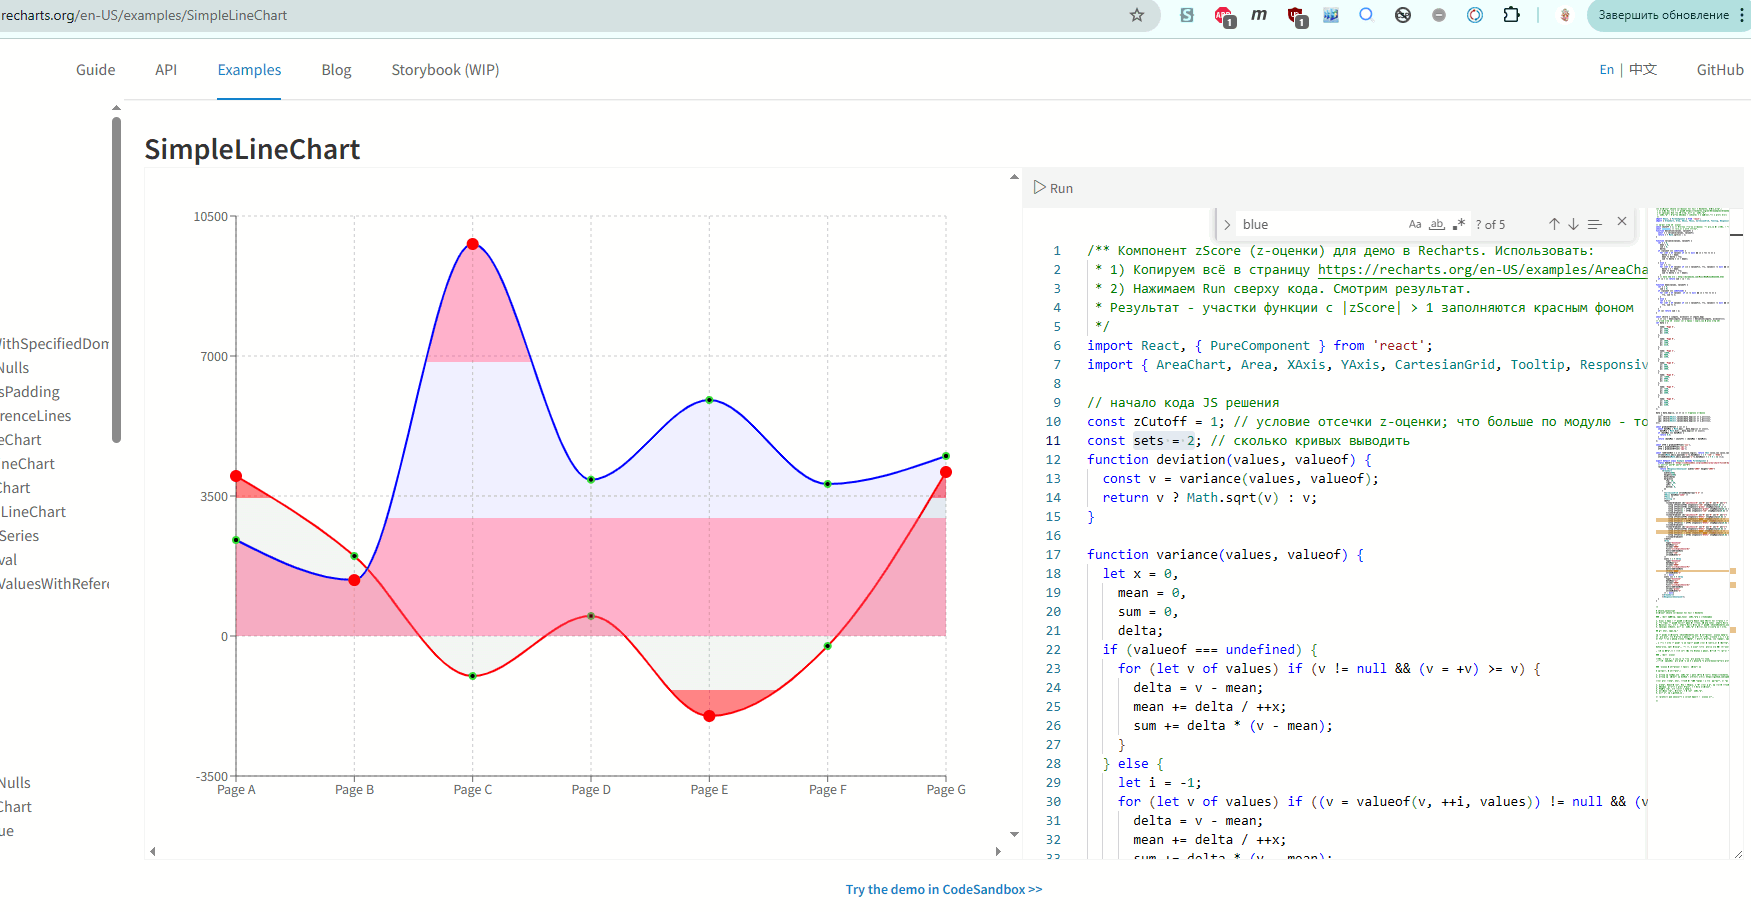 recharts.org/en-US/examples/SimpleLineChart
1
1
Завершить обновление
Guide
API
Examples
Blog
Storybook (WIP)
En | 中文
GitHub
SimpleLineChart
ithSpecifiedDom
Nulls
sPadding
renceLines
eChart
ineChart
Chart
LineChart
Series
val
ValuesWithRefere
Nulls
Chart
ue
10500
7000
3500
0
-3500
Page A
Page B
Page C
Page D
Page E
Page F
Page G
Run
blue
Aa
ab
? of 5
1 /** Компонент zScore (z-оценки) для демо в Recharts. Использовать:
2 * 1) Копируем всё в страницу https://recharts.org/en-US/examples/AreaCha
3 * 2) Нажимаем Run сверху кода. Смотрим результат.
4 * Результат - участки функции с |zScore| > 1 заполняются красным фоном
5 */
6 import React, { PureComponent } from 'react';
7 import { AreaChart, Area, XAxis, YAxis, CartesianGrid, Tooltip, Responsiv
8
9 // начало кода JS решения
10 const zCutoff = 1; // условие отсечки z-оценки; что больше по модулю - то
11 const sets = 2; // сколько кривых выводить
12 function deviation(values, valueof) {
13 const v = variance(values, valueof);
14 return v ? Math.sqrt(v) : v;
15 }
16
17 function variance(values, valueof) {
18 let x = 0,
19 mean = 0,
20 sum = 0,
21 delta;
22 if (valueof === undefined) {
23 for (let v of values) if (v != null && (v = +v) >= v) {
24 delta = v - mean;
25 mean += delta / ++x;
26 sum += delta * (v - mean);
27 }
28 } else {
29 let i = -1;
30 for (let v of values) if ((v = valueof(v, ++i, values)) != null && (v
31 delta = v - mean;
32 mean += delta / ++x;
33 sum += delta * (v - mean);
Try the demo in CodeSandbox >>